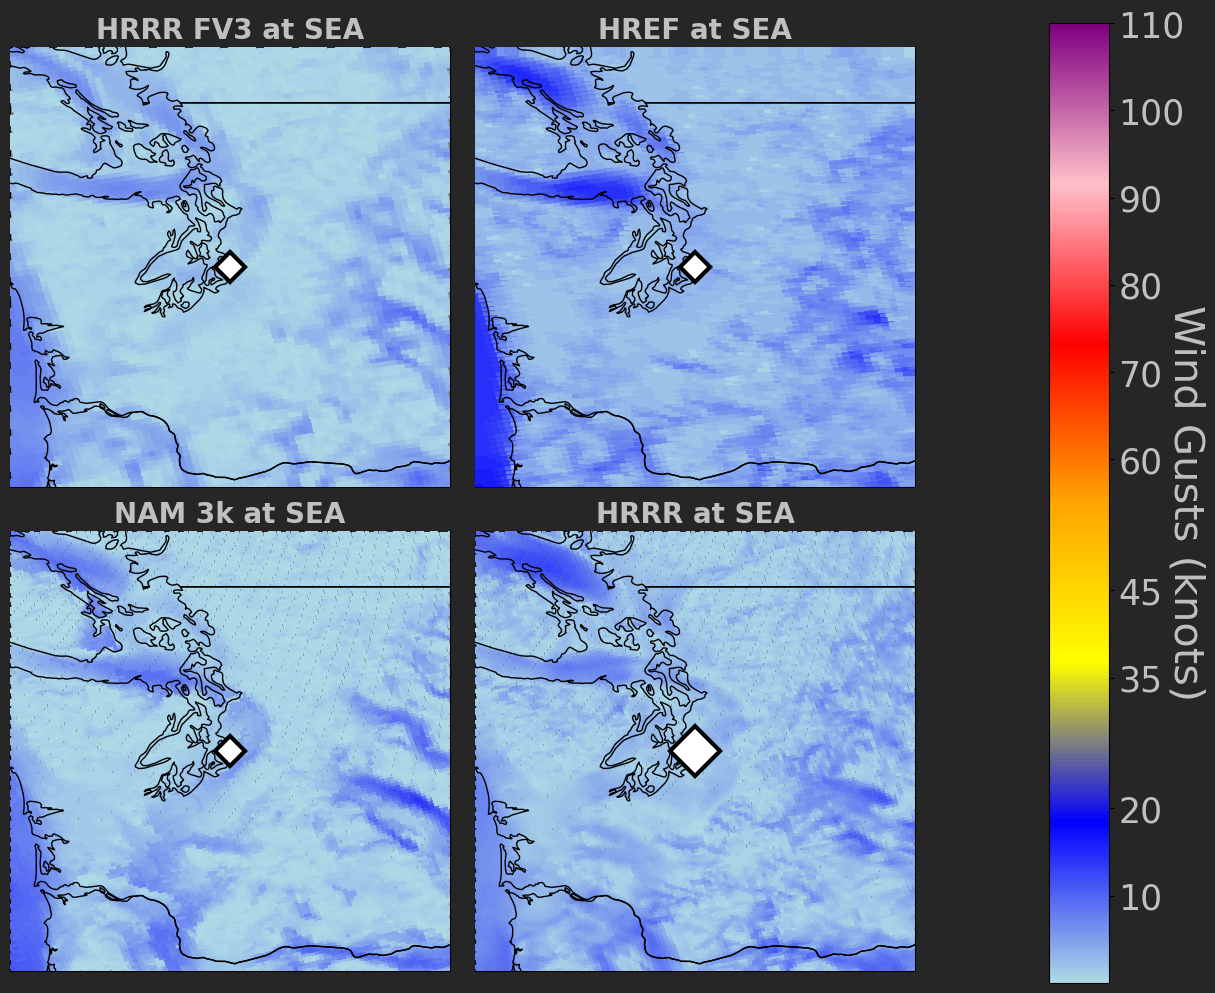 HRRR FV3 at SEA
HREF at SEA
NAM 3k at SEA
HRRR at SEA
110
100
90
80
70
60
45
35
20
10
Wind Gusts (knots)